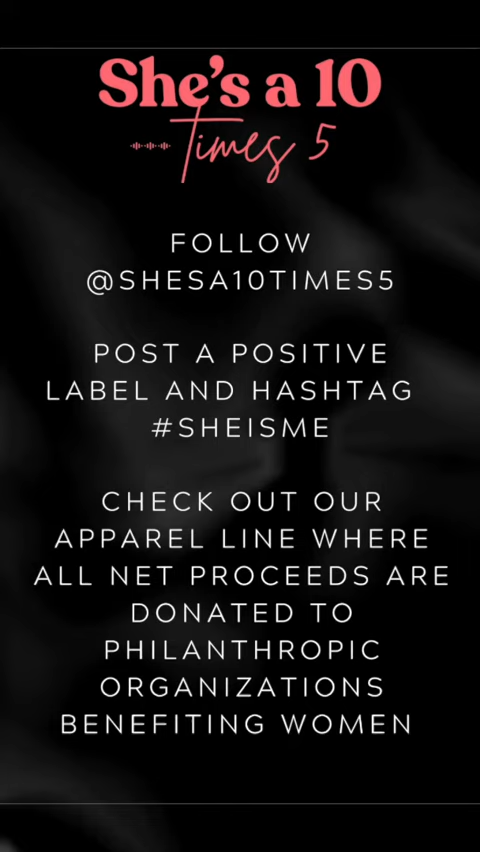 She's a 10
Times 5
FOLLOW
@SHESA10TIMES5
POST A POSITIVE
LABEL AND HASHTAG
#SHEISME
CHECK OUT OUR
APPAREL LINE WHERE
ALL NET PROCEEDS ARE
DONATED TO
PHILANTHROPIC
ORGANIZATIONS
BENEFITING WOMEN